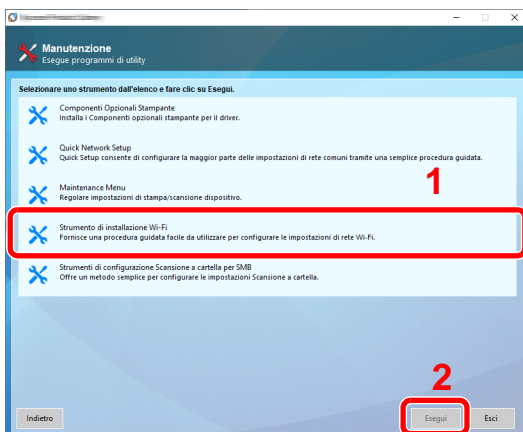 Manutenzione
Esegue programmi di utility
Selezionare uno strumento dall'elenco e fare clic su Esegui.
Componenti Opzionali Stampante
Installa i Componenti opzionali stampante per il driver.
Quick Network Setup
Quick Setup consente di configurare la maggior parte delle impostazioni di rete comuni tramite una semplice procedura guidata.
Maintenance Menu
Regolare impostazioni di stampa/scansione dispositivo.
1
Strumento di installazione Wi-Fi
Fornisce una procedura guidata facile da utilizzare per configurare le impostazioni di rete Wi-Fi.
Strumenti di configurazione Scansione a cartella per SMB
Offre un metodo semplice per configurare le impostazioni Scansione a cartella.
2
Indietro
Esegui
Esci